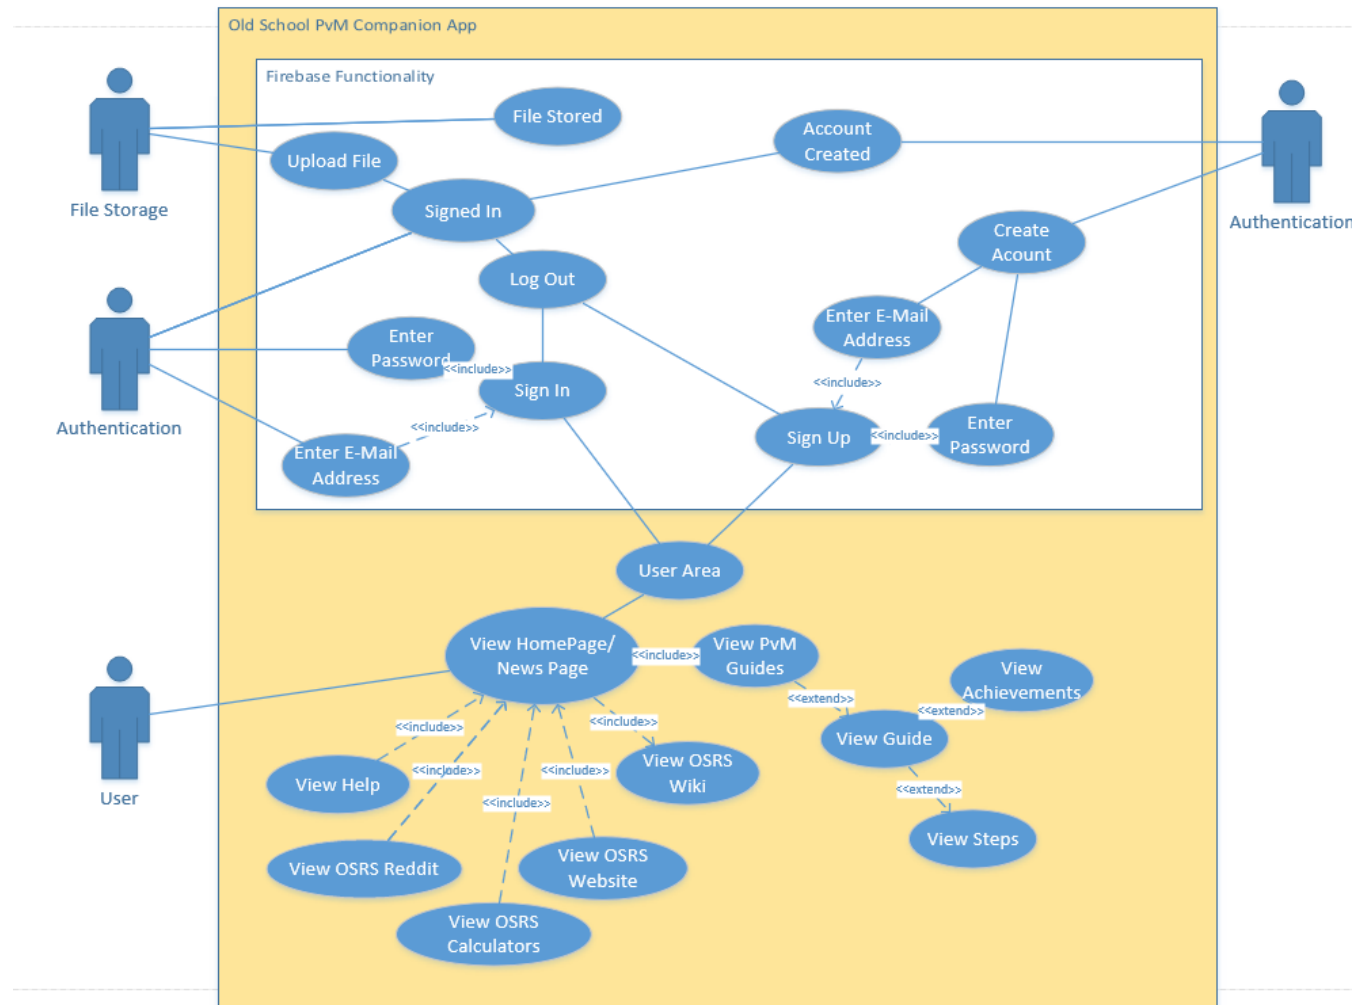 Old School PvM Companion App
Firebase Functionality
File Stored
Account
Created
Upload File
File Storage
Signed In
Authentication
Create
Acount
Log Out
Enter E-Mail
Address
Enter
Password
<<include>>
Sign In
<<include>>
Authentication
<<include>>
Enter E-Mail
Address
Sign Up
<<include>>
Enter
Password
User Area
View HomePage/
News Page
<<include>>
View PvM
Guides
View
Achievements
<<extend>>
<<extend>>
View Guide
<<include>>
<<include>>
<<include>>
<<include>>
<<include>>
View OSRS
Wiki
View Help
User
<<extend>>
View Steps
View OSRS Reddit
View OSRS
Website
View OSRS
Calculators